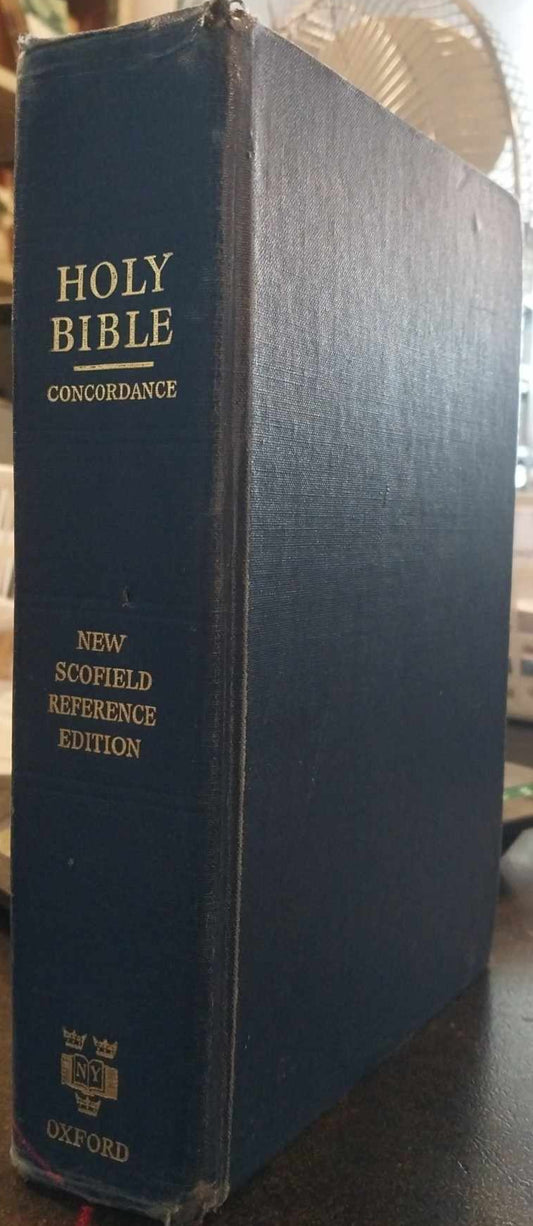 HOLY
BIBLE
CONCORDANCE
NEW
SCOFIELD
REFERENCE
EDITION
NY
OXFORD